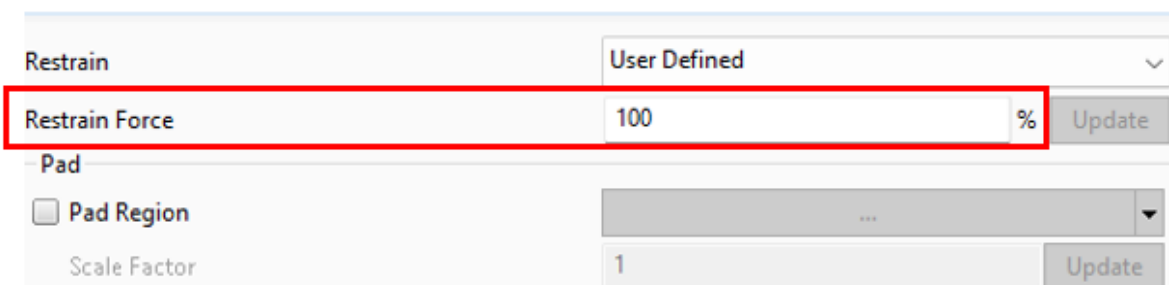 Restrain User Defined
Restrain Force 100 % Update
Pad
Pad Region ...
Scale Factor 1 Update